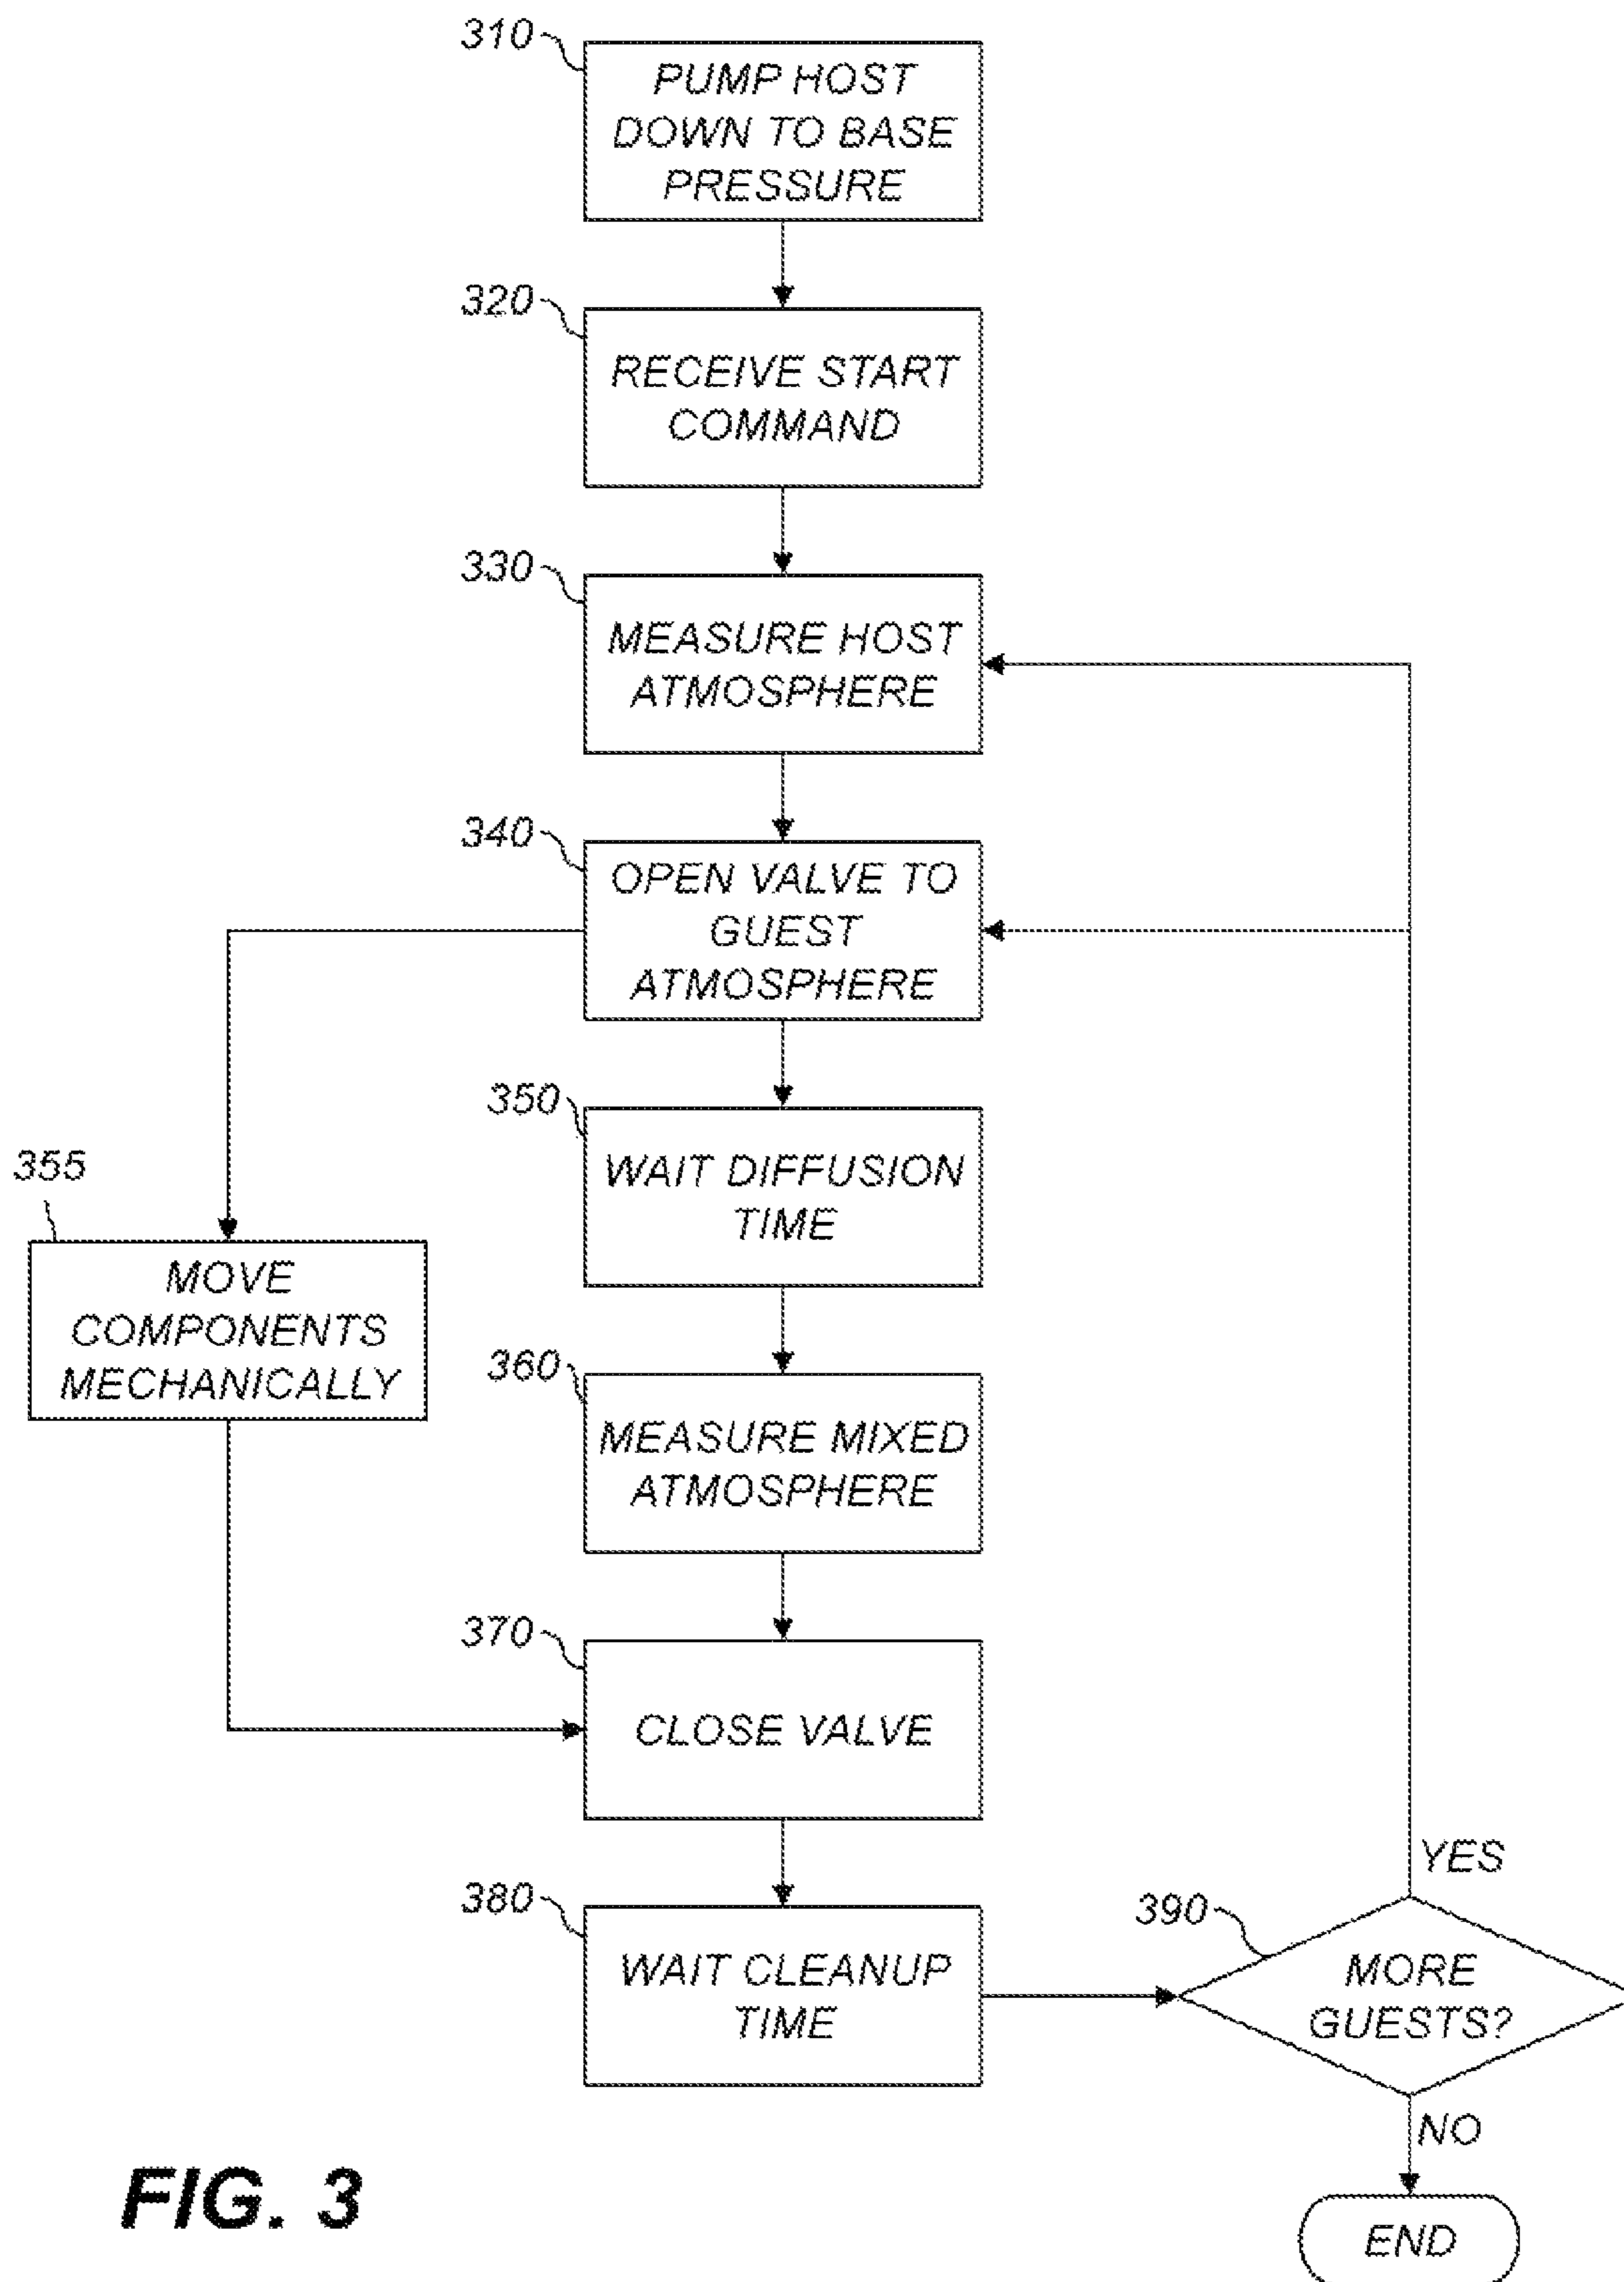 310
PUMP HOST
DOWN TO BASE
PRESSURE
320
RECEIVE START
COMMAND
330
MEASURE HOST
ATMOSPHERE
340
OPEN VALVE TO
GUEST
ATMOSPHERE
350
WAIT DIFFUSION
TIME
355
MOVE
COMPONENTS
MECHANICALLY
360
MEASURE MIXED
ATMOSPHERE
370
CLOSE VALVE
380
WAIT CLEANUP
TIME
390
MORE
GUESTS?
YES
NO
END
FIG. 3